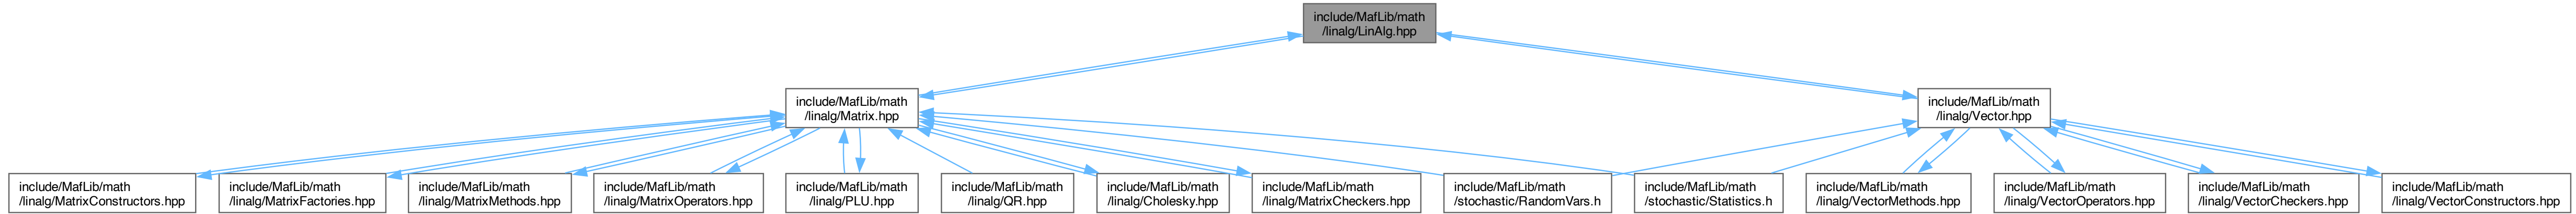 include/MafLib/math
/linalg/LinAlg.hpp
include/MafLib/math
/linalg/Matrix.hpp
include/MafLib/math
/linalg/Vector.hpp
include/MafLib/math
/linalg/MatrixConstructors.hpp
include/MafLib/math
/linalg/MatrixFactories.hpp
include/MafLib/math
/linalg/MatrixMethods.hpp
include/MafLib/math
/linalg/MatrixOperators.hpp
include/MafLib/math
/linalg/PLU.hpp
include/MafLib/math
/linalg/QR.hpp
include/MafLib/math
/linalg/Cholesky.hpp
include/MafLib/math
/linalg/MatrixCheckers.hpp
include/MafLib/math
/stochastic/RandomVars.h
include/MafLib/math
/stochastic/Statistics.h
include/MafLib/math
/linalg/VectorMethods.hpp
include/MafLib/math
/linalg/VectorOperators.hpp
include/MafLib/math
/linalg/VectorCheckers.hpp
include/MafLib/math
/linalg/VectorConstructors.hpp